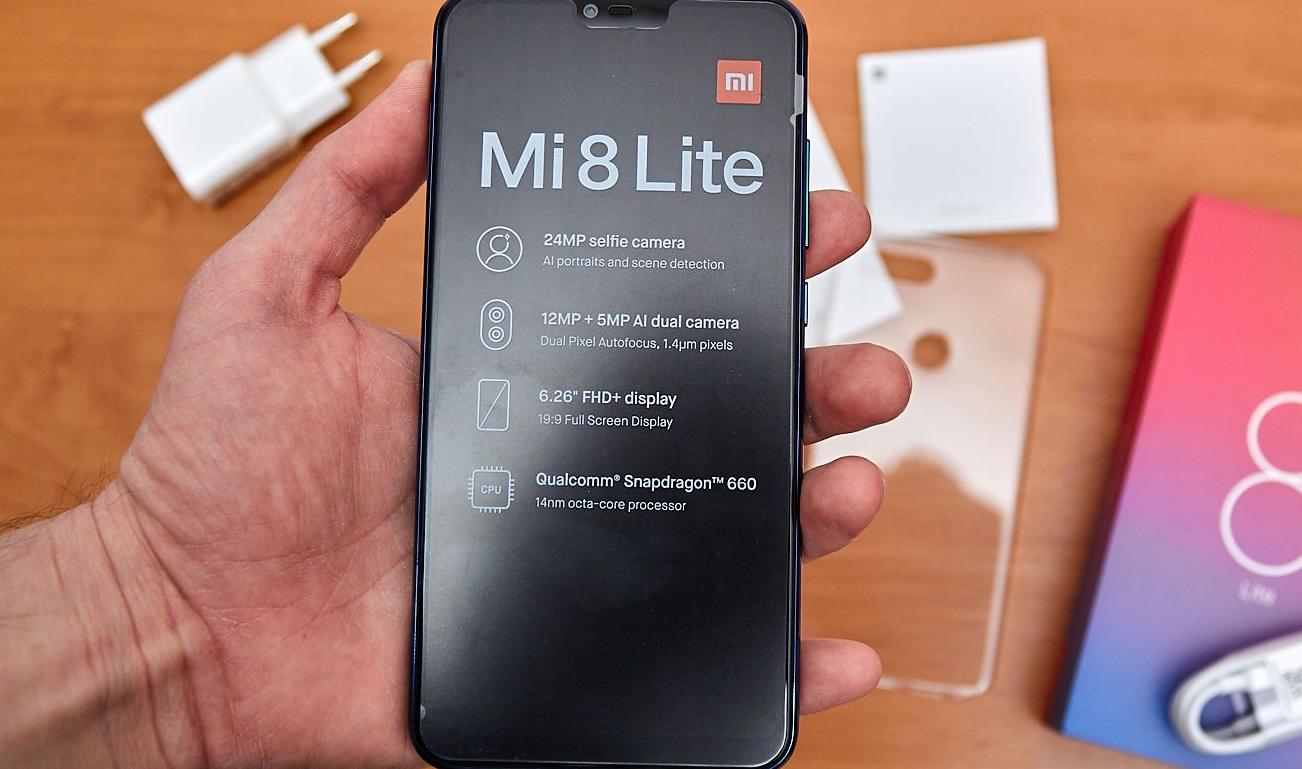 mi
Mi 8 Lite
24MP selfie camera
AI portraits and scene detection
12MP + 5MP AI dual camera
Dual Pixel Autofocus, 1.4µm pixels
6.26" FHD+ display
19:9 Full Screen Display
CPU
Qualcomm® Snapdragon™ 660
14nm octa-core processor
8
Lite